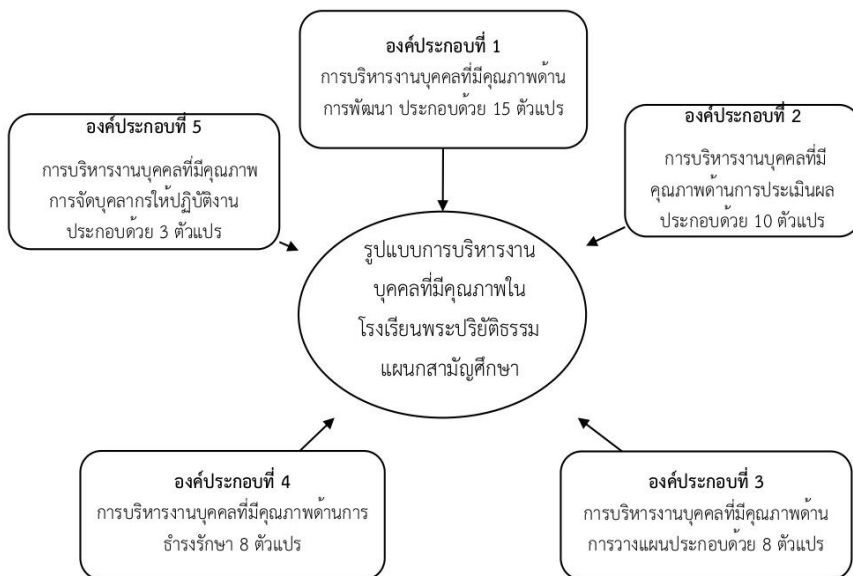 องค์ประกอบที่ 1
การบริหารงานบุคคลที่มีคุณภาพด้าน
การพัฒนา ประกอบด้วย 15 ตัวแปร
องค์ประกอบที่ 5
การบริหารงานบุคคลที่มีคุณภาพ
การจัดบุคลากรให้ปฏิบัติงาน
ประกอบด้วย 3 ตัวแปร
องค์ประกอบที่ 2
การบริหารงานบุคคลที่มี
คุณภาพด้านการประเมินผล
ประกอบด้วย 10 ตัวแปร
รูปแบบการบริหารงาน
บุคคลที่มีคุณภาพใน
โรงเรียนพระปริยัติธรรม
แผนกสามัญศึกษา
องค์ประกอบที่ 4
การบริหารงานบุคคลที่มีคุณภาพด้านการ
ธำรงรักษา 8 ตัวแปร
องค์ประกอบที่ 3
การบริหารงานบุคคลที่มีคุณภาพด้าน
การวางแผนประกอบด้วย 8 ตัวแปร